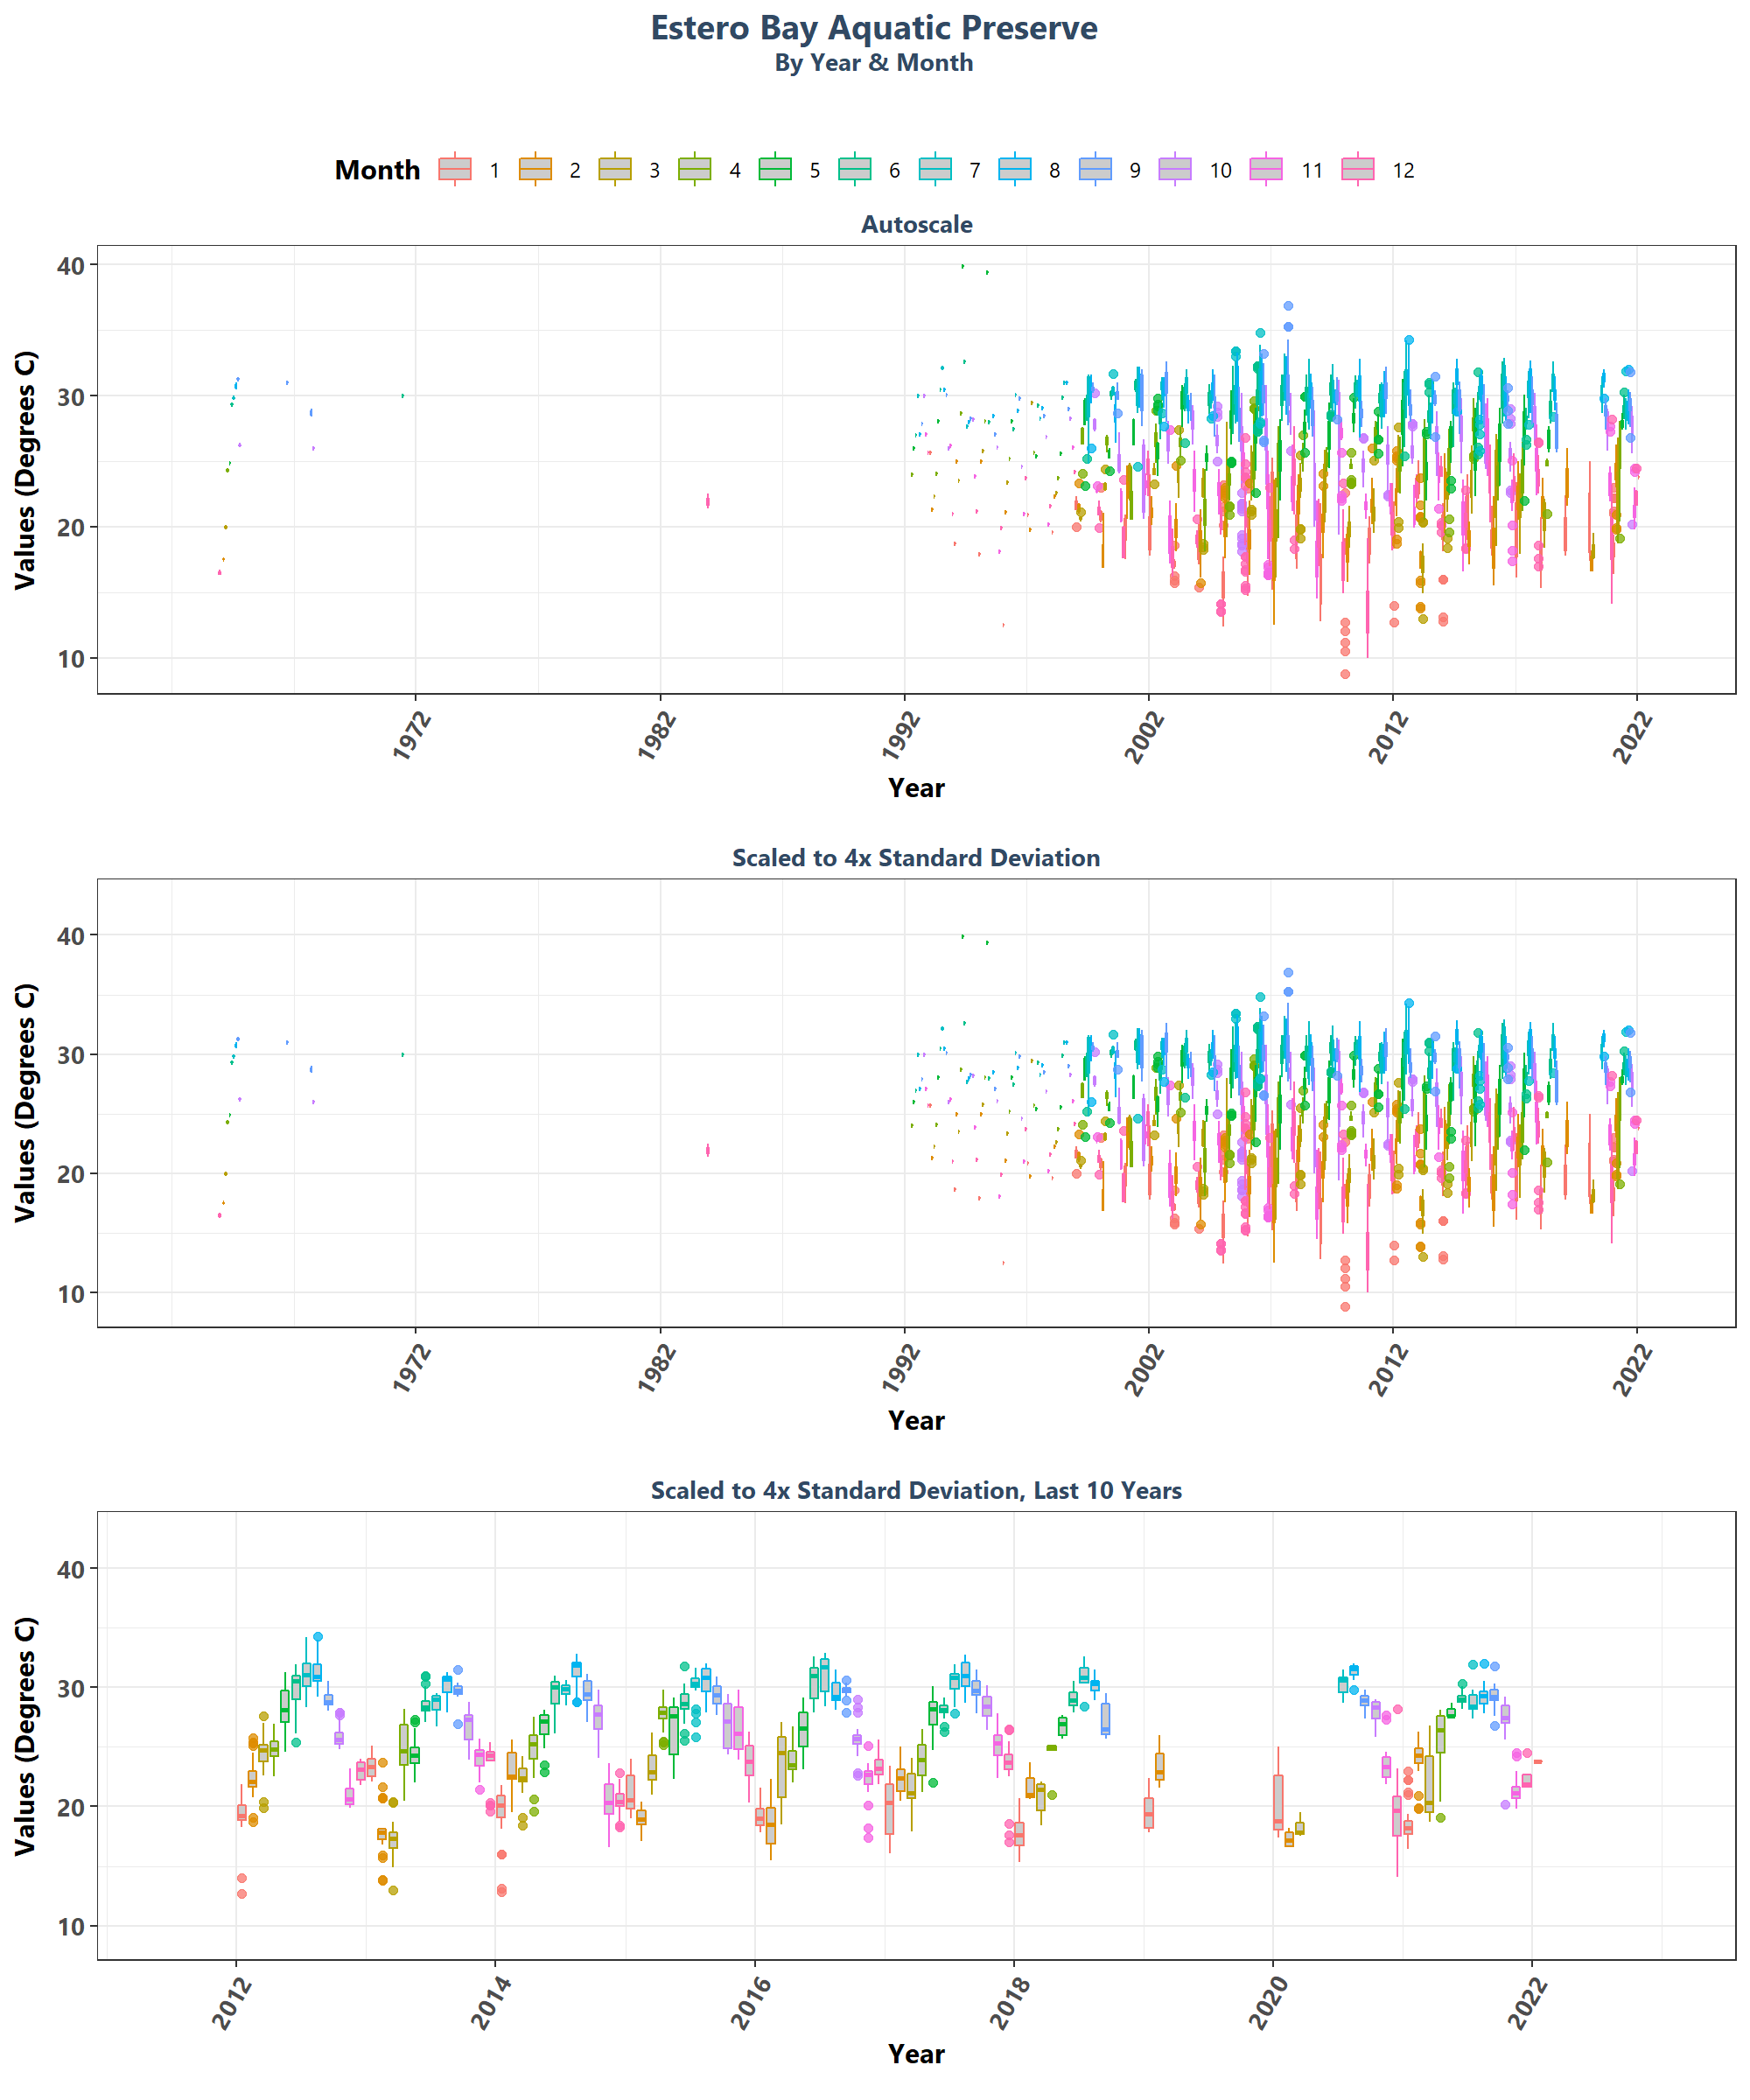 Estero Bay Aquatic Preserve
By Year & Month
Month 1 2 3 4 5 6 7 8 9 10 11 12
Autoscale
Values (Degrees C)
40
30
20
10
1972 1982 1992 2002 2012 2022
Year
Scaled to 4x Standard Deviation
Values (Degrees C)
40
30
20
10
1972 1982 1992 2002 2012 2022
Year
Scaled to 4x Standard Deviation, Last 10 Years
Values (Degrees C)
40
30
20
10
2012 2014 2016 2018 2020 2022
Year